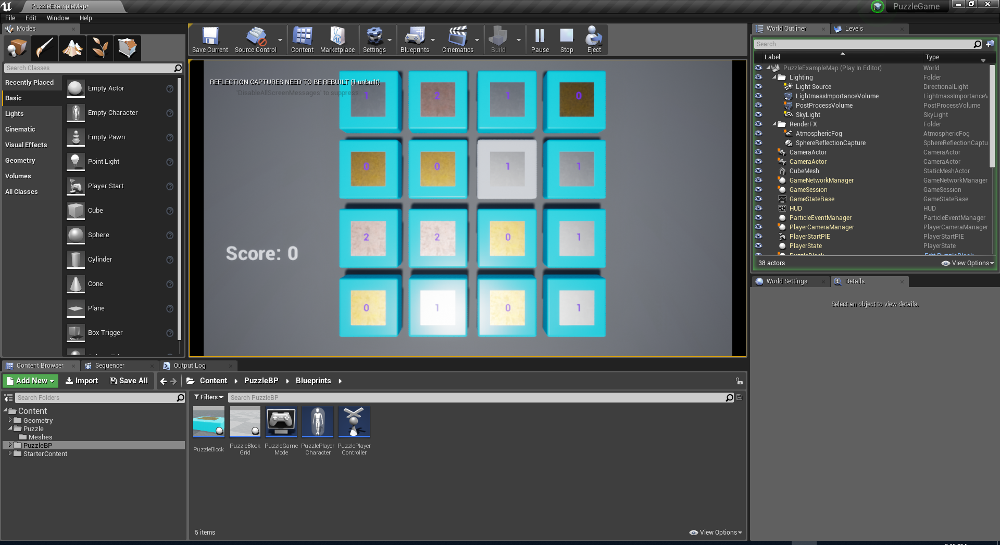 PuzzleExampleMap*
PuzzleGame
File Edit Window Help
Modes
Search Classes
Recently Placed
Basic
Lights
Cinematic
Visual Effects
Geometry
Volumes
All Classes
Empty Actor
Empty Character
Empty Pawn
Point Light
Player Start
Cube
Sphere
Cylinder
Cone
Plane
Box Trigger
Save Current Source Control Content Marketplace Settings Blueprints Cinematics Build Pause Stop Eject
REFLECTION CAPTURES NEED TO BE REBUILT (1 unbuilt)
'DisableAllScreenMessages' to suppress
1 2 1 0
0 0 1 1
2 2 0 1
0 1 0 1
Score: 0
World Outliner Levels
Search...
Label Type
PuzzleExampleMap (Play In Editor) World
Lighting Folder
Light Source DirectionalLight
LightmassImportanceVolume LightmassImportanceV
PostProcessVolume PostProcessVolume
SkyLight SkyLight
RenderFX Folder
AtmosphericFog AtmosphericFog
SphereReflectionCapture SphereReflectionCaptu
CameraActor CameraActor
CameraActor CameraActor
CubeMesh StaticMeshActor
GameNetworkManager GameNetworkManager
GameSession GameSession
GameStateBase GameStateBase
HUD HUD
ParticleEventManager ParticleEventManager
PlayerCameraManager PlayerCameraManager
PlayerStartPIE PlayerStartPIE
PlayerState PlayerState
38 actors View Options
World Settings Details
Select an object to view details.
Content Browser Sequencer Output Log
Add New Import Save All Content PuzzleBP Blueprints
Search Folders
Content
Geometry
Puzzle
Meshes
PuzzleBP
StarterContent
Filters Search PuzzleBP
PuzzleBlock
PuzzleBlock
Grid
PuzzleGame
Mode
PuzzlePlayer
Character
PuzzlePlayer
Controller
5 items View Options